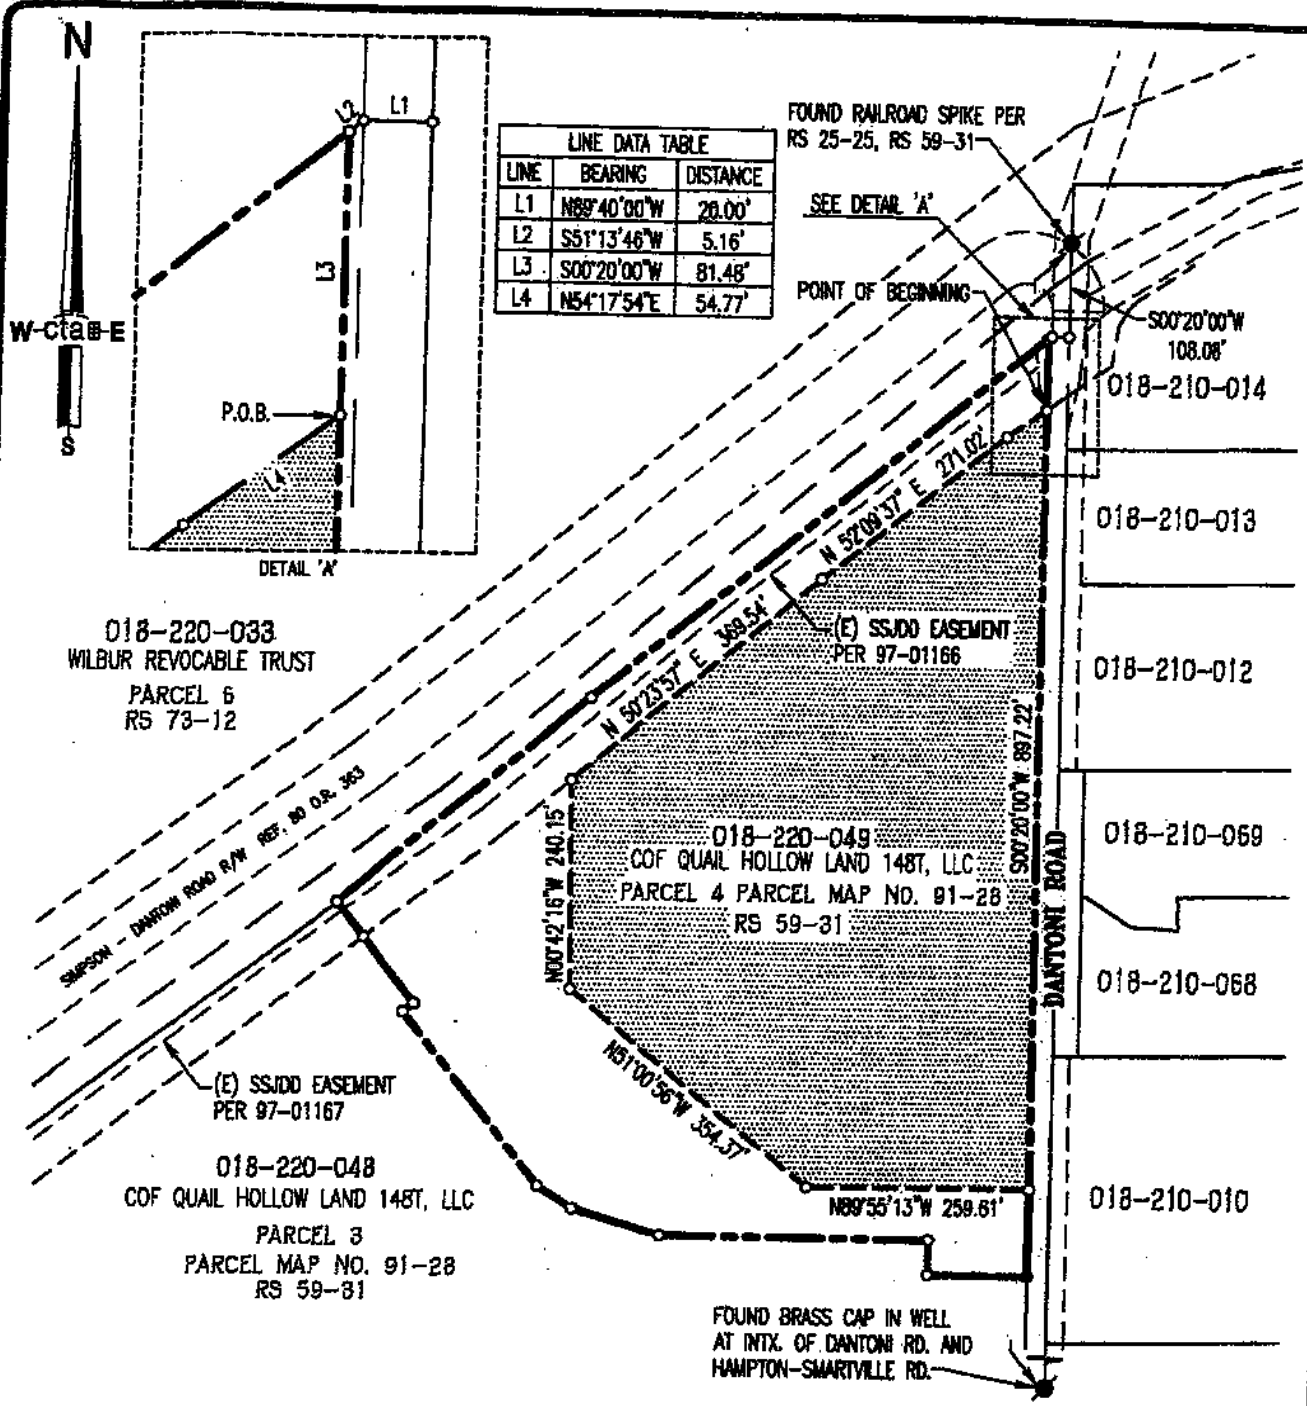 N
W-cta-E
S
L2
L1
L3
P.O.B.
L4
DETAIL 'A'
LINE DATA TABLE
LINE BEARING DISTANCE
L1 N89°40'00"W 20.00'
L2 S51°13'46"W 5.16'
L3 S00°20'00"W 81.48'
L4 N54°17'54"E 54.77'
FOUND RAILROAD SPIKE PER
RS 25-25, RS 59-31
SEE DETAIL 'A'
POINT OF BEGINNING
S00°20'00"W
108.08'
018-210-014
018-210-013
018-210-012
018-210-069
018-210-068
018-210-010
N 52°09'37" E 271.02'
(E) SSJDD EASEMENT
PER 97-01166
N 50°23'57" E 369.54'
018-220-033
WILBUR REVOCABLE TRUST
PARCEL 6
RS 73-12
SIMPSON - DANTONI ROAD R/W REF. 80 O.R. 363
N00°42'16"W 240.15'
018-220-049
COF QUAIL HOLLOW LAND 148T, LLC
PARCEL 4 PARCEL MAP NO. 91-28
RS 59-31
S00°20'00"W 897.22'
DANTONI ROAD
N51°00'56"W 354.37'
N89°55'13"W 259.61'
(E) SSJDD EASEMENT
PER 97-01167
018-220-048
COF QUAIL HOLLOW LAND 148T, LLC
PARCEL 3
PARCEL MAP NO. 91-28
RS 59-31
FOUND BRASS CAP IN WELL
AT INTX. OF DANTONI RD. AND
HAMPTON-SMARTVILLE RD.